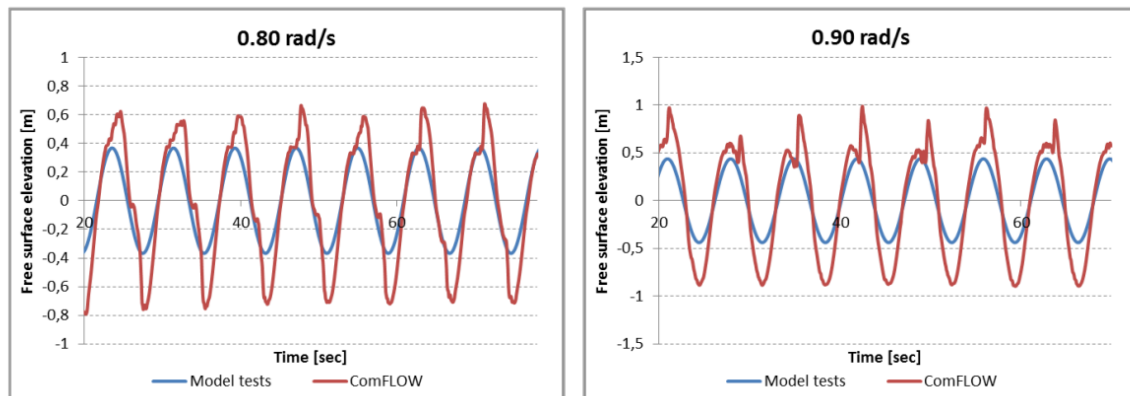 0.80 rad/s
Free surface elevation [m]
1
0,8
0,6
0,4
0,2
0
-0,2
-0,4
-0,6
-0,8
-1
20
40
60
Time [sec]
Model tests
ComFLOW
0.90 rad/s
Free surface elevation [m]
1,5
1
0,5
0
-0,5
-1
-1,5
20
40
60
Time [sec]
Model tests
ComFLOW